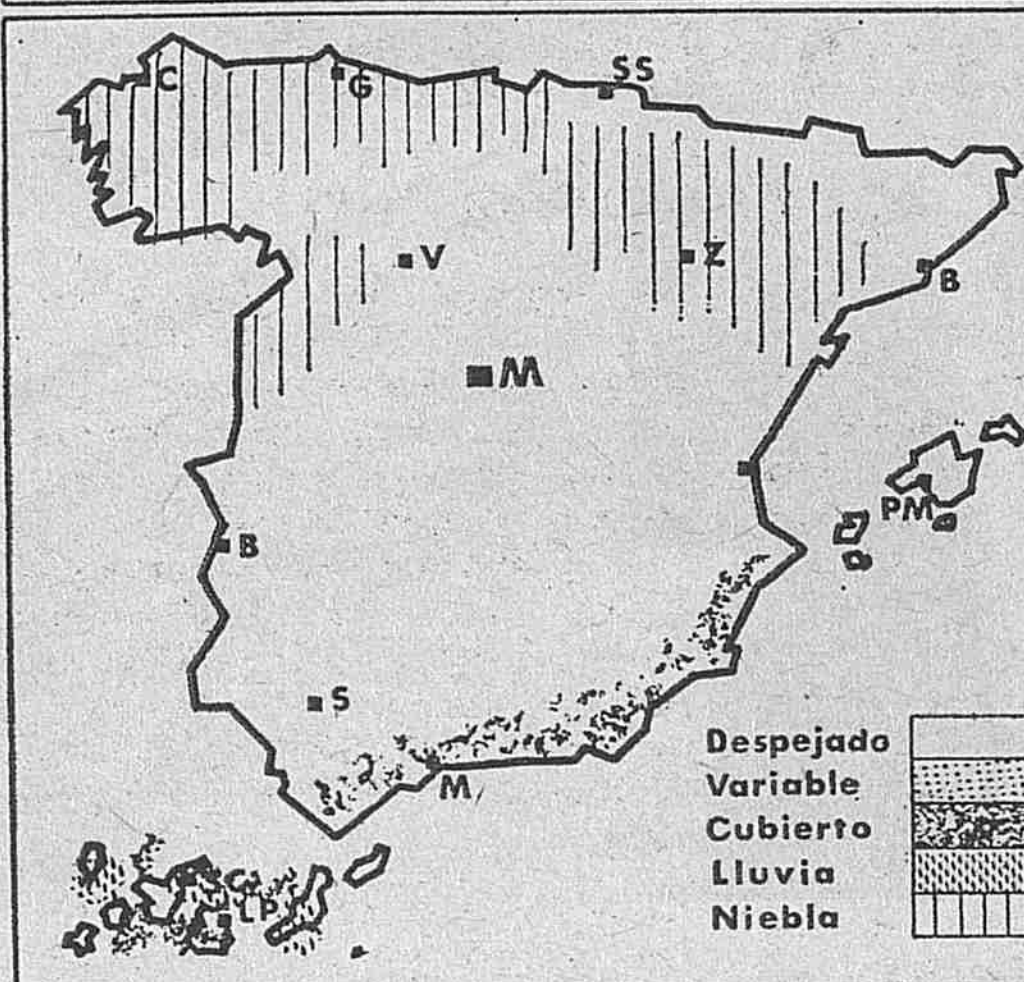 C
G
SS
V
Z
B
M
PM
B
S
M
LP
Despejado
Variable
Cubierto
Lluvia
Niebla